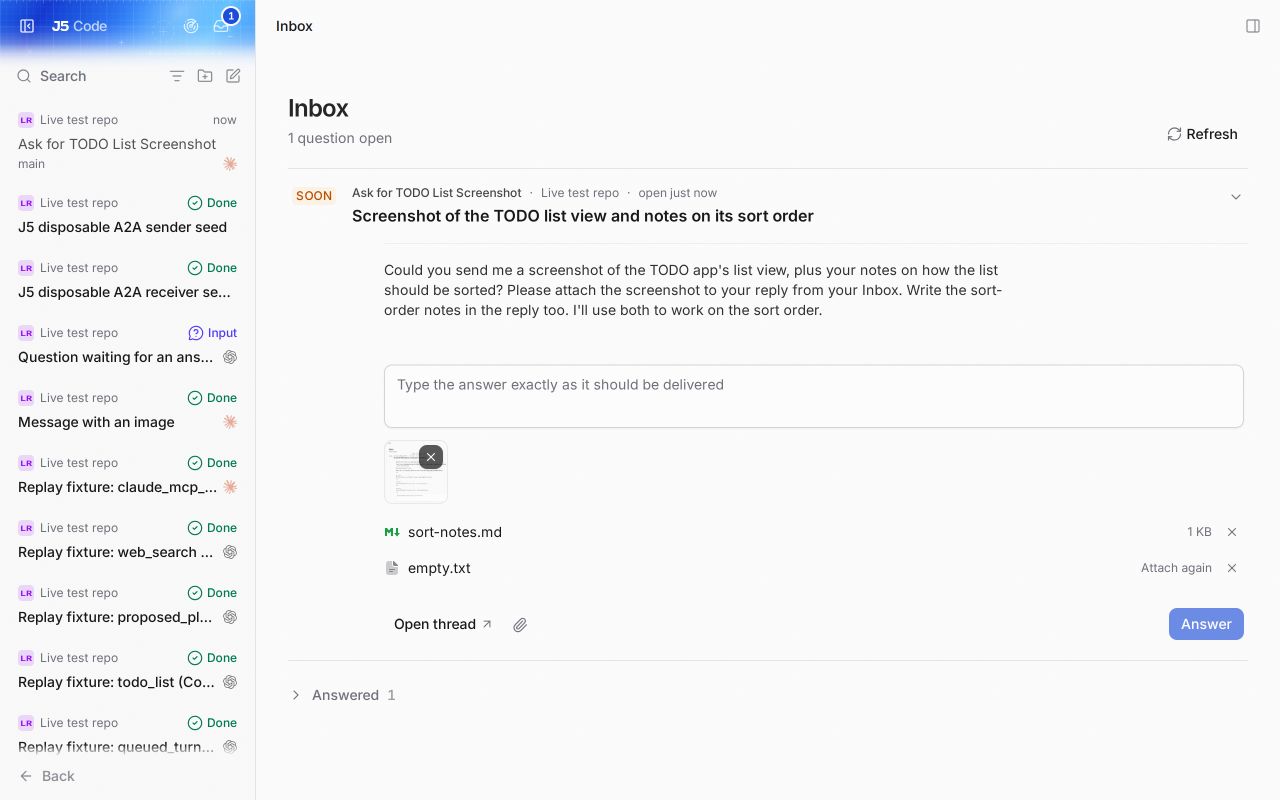 J5 Code
1
Inbox
Search
LR Live test repo now
Ask for TODO List Screenshot
main
LR Live test repo Done
J5 disposable A2A sender seed
LR Live test repo Done
J5 disposable A2A receiver se...
LR Live test repo Input
Question waiting for an ans...
LR Live test repo Done
Message with an image
LR Live test repo Done
Replay fixture: claude_mcp_...
LR Live test repo Done
Replay fixture: web_search ...
LR Live test repo Done
Replay fixture: proposed_pl...
LR Live test repo Done
Replay fixture: todo_list (Co...
LR Live test repo Done
Replay fixture: queued_turn...
Back
Inbox
1 question open
Refresh
SOON
Ask for TODO List Screenshot · Live test repo · open just now
Screenshot of the TODO list view and notes on its sort order
Could you send me a screenshot of the TODO app's list view, plus your notes on how the list
should be sorted? Please attach the screenshot to your reply from your Inbox. Write the sort-
order notes in the reply too. I'll use both to work on the sort order.
Type the answer exactly as it should be delivered
sort-notes.md 1 KB
empty.txt Attach again
Open thread
Answer
Answered 1